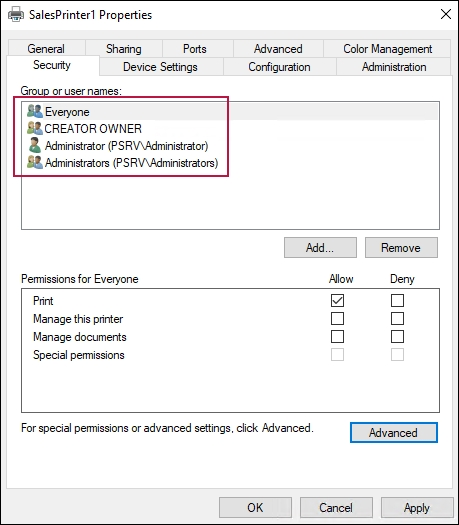 SalesPrinter1 Properties
General Sharing Ports Advanced Color Management
Security Device Settings Configuration Administration
Group or user names:
Everyone
CREATOR OWNER
Administrator (PSRV\Administrator)
Administrators (PSRV\Administrators)
Add... Remove
Permissions for Everyone Allow Deny
Print
Manage this printer
Manage documents
Special permissions
For special permissions or advanced settings, click Advanced. Advanced
OK Cancel Apply